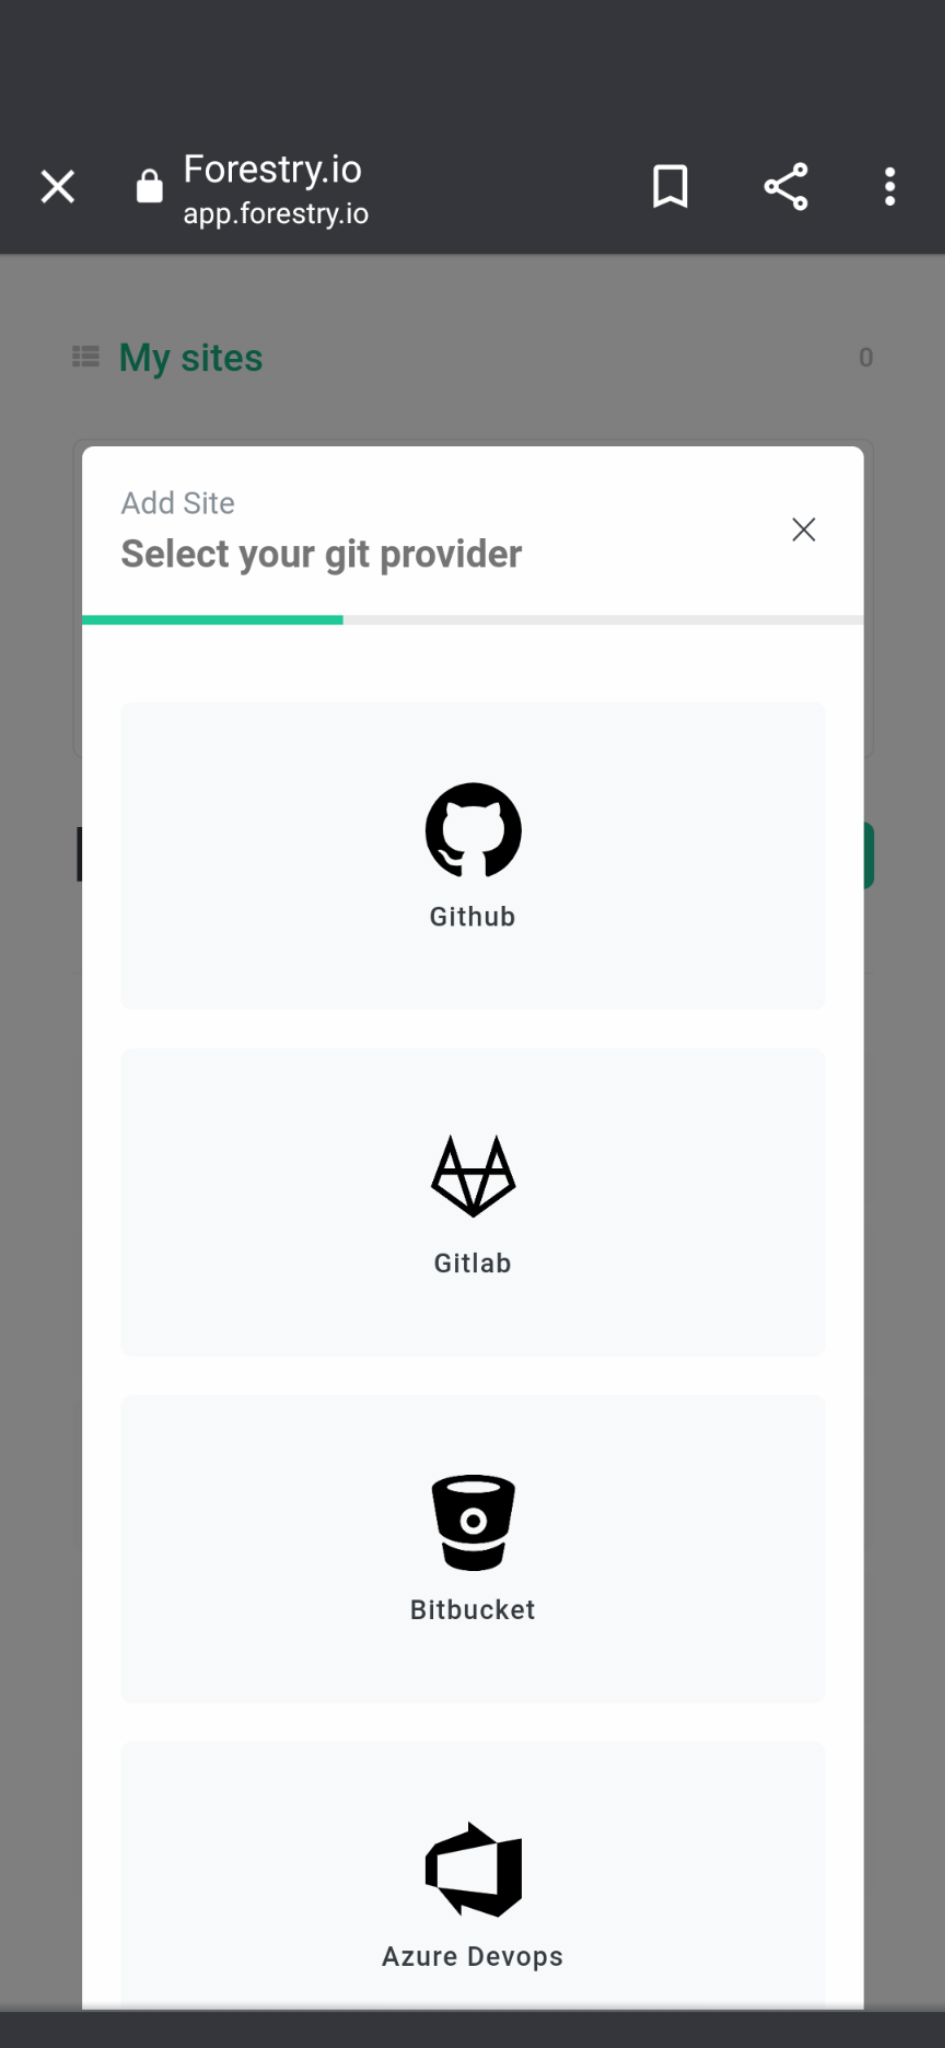 Forestry.io
app.forestry.io
My sites
0
Add Site
Select your git provider
Github
Gitlab
Bitbucket
Azure Devops